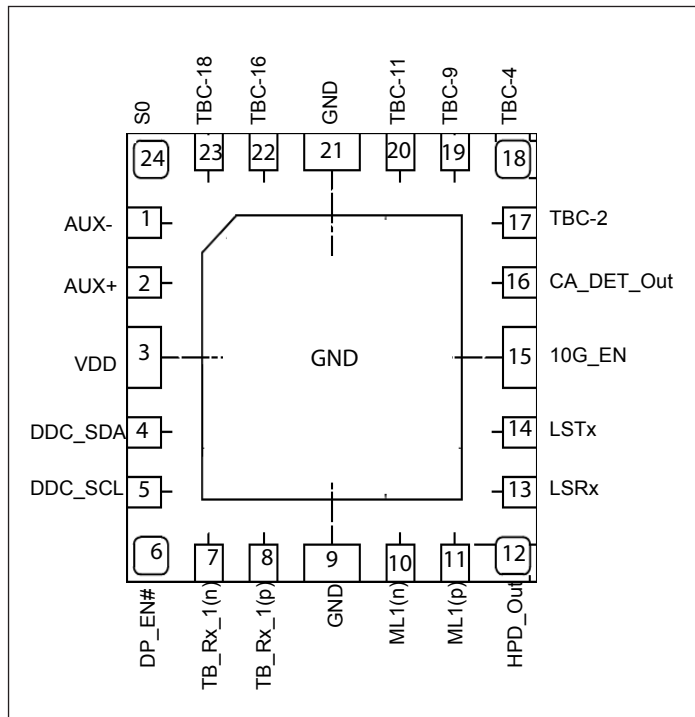 S0
TBC-18
TBC-16
GND
TBC-11
TBC-9
TBC-4
24
23
22
21
20
19
18
AUX-
1
17
TBC-2
AUX+
2
16
CA_DET_Out
VDD
3
GND
15
10G_EN
DDC_SDA
4
14
LSTx
DDC_SCL
5
13
LSRx
6
7
8
9
10
11
12
DP_EN#
TB_Rx_1(n)
TB_Rx_1(p)
GND
ML1(n)
ML1(p)
HPD_Out